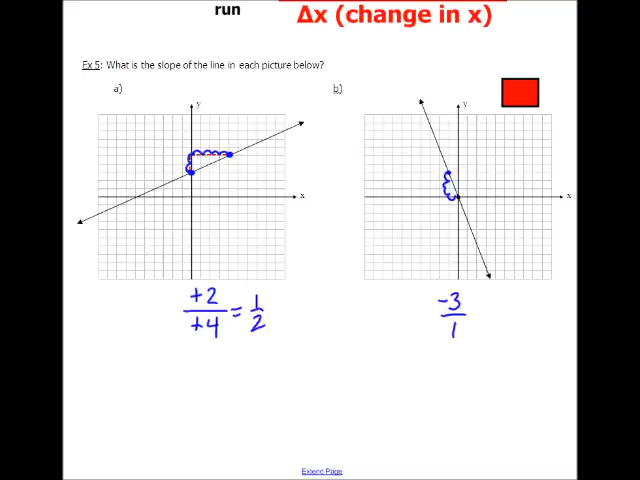 run
Δx (change in x)
Ex 5: What is the slope of the line in each picture below?
a)
b)
y
y
x
x
+2
+4
= 1
2
-3
1
Extend Page